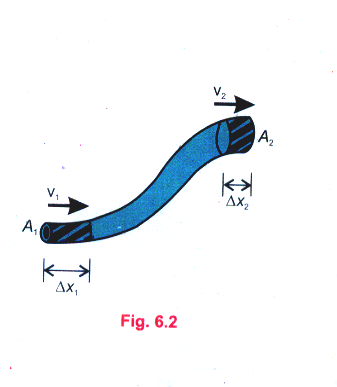 v₂
A₂
v₁
Δx₂
A₁
Δx₁
Fig. 6.2